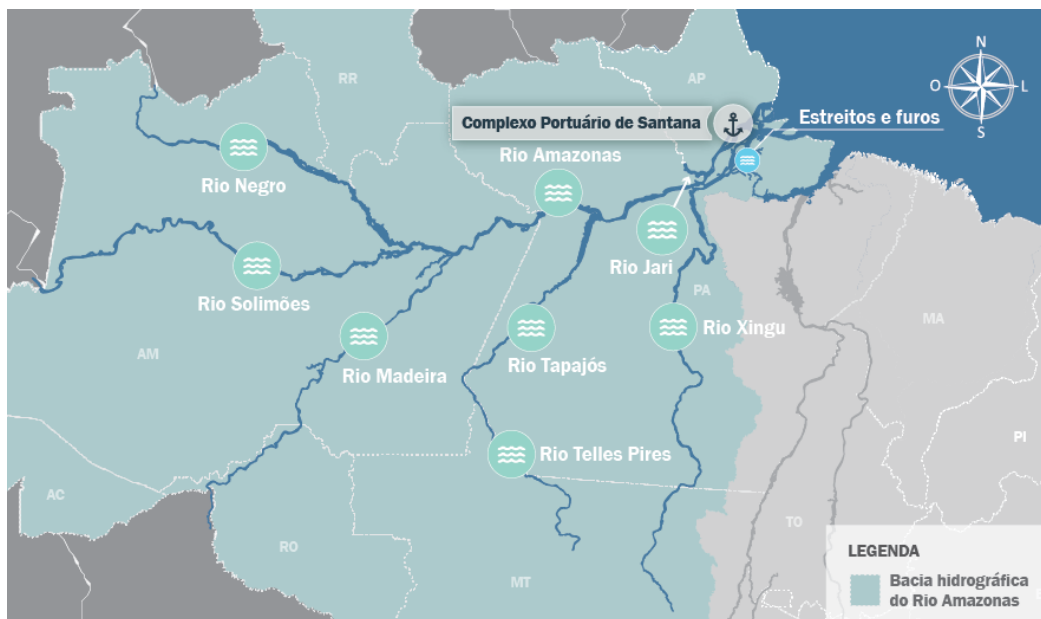 N
O
L
S
RR
AP
Complexo Portuário de Santana
Estreitos e furos
Rio Amazonas
Rio Negro
Rio Jari
Rio Solimões
PA
Rio Xingu
MA
AM
Rio Madeira
Rio Tapajós
Rio Telles Pires
PI
AC
RO
MT
TO
LEGENDA
Bacia hidrográfica
do Rio Amazonas